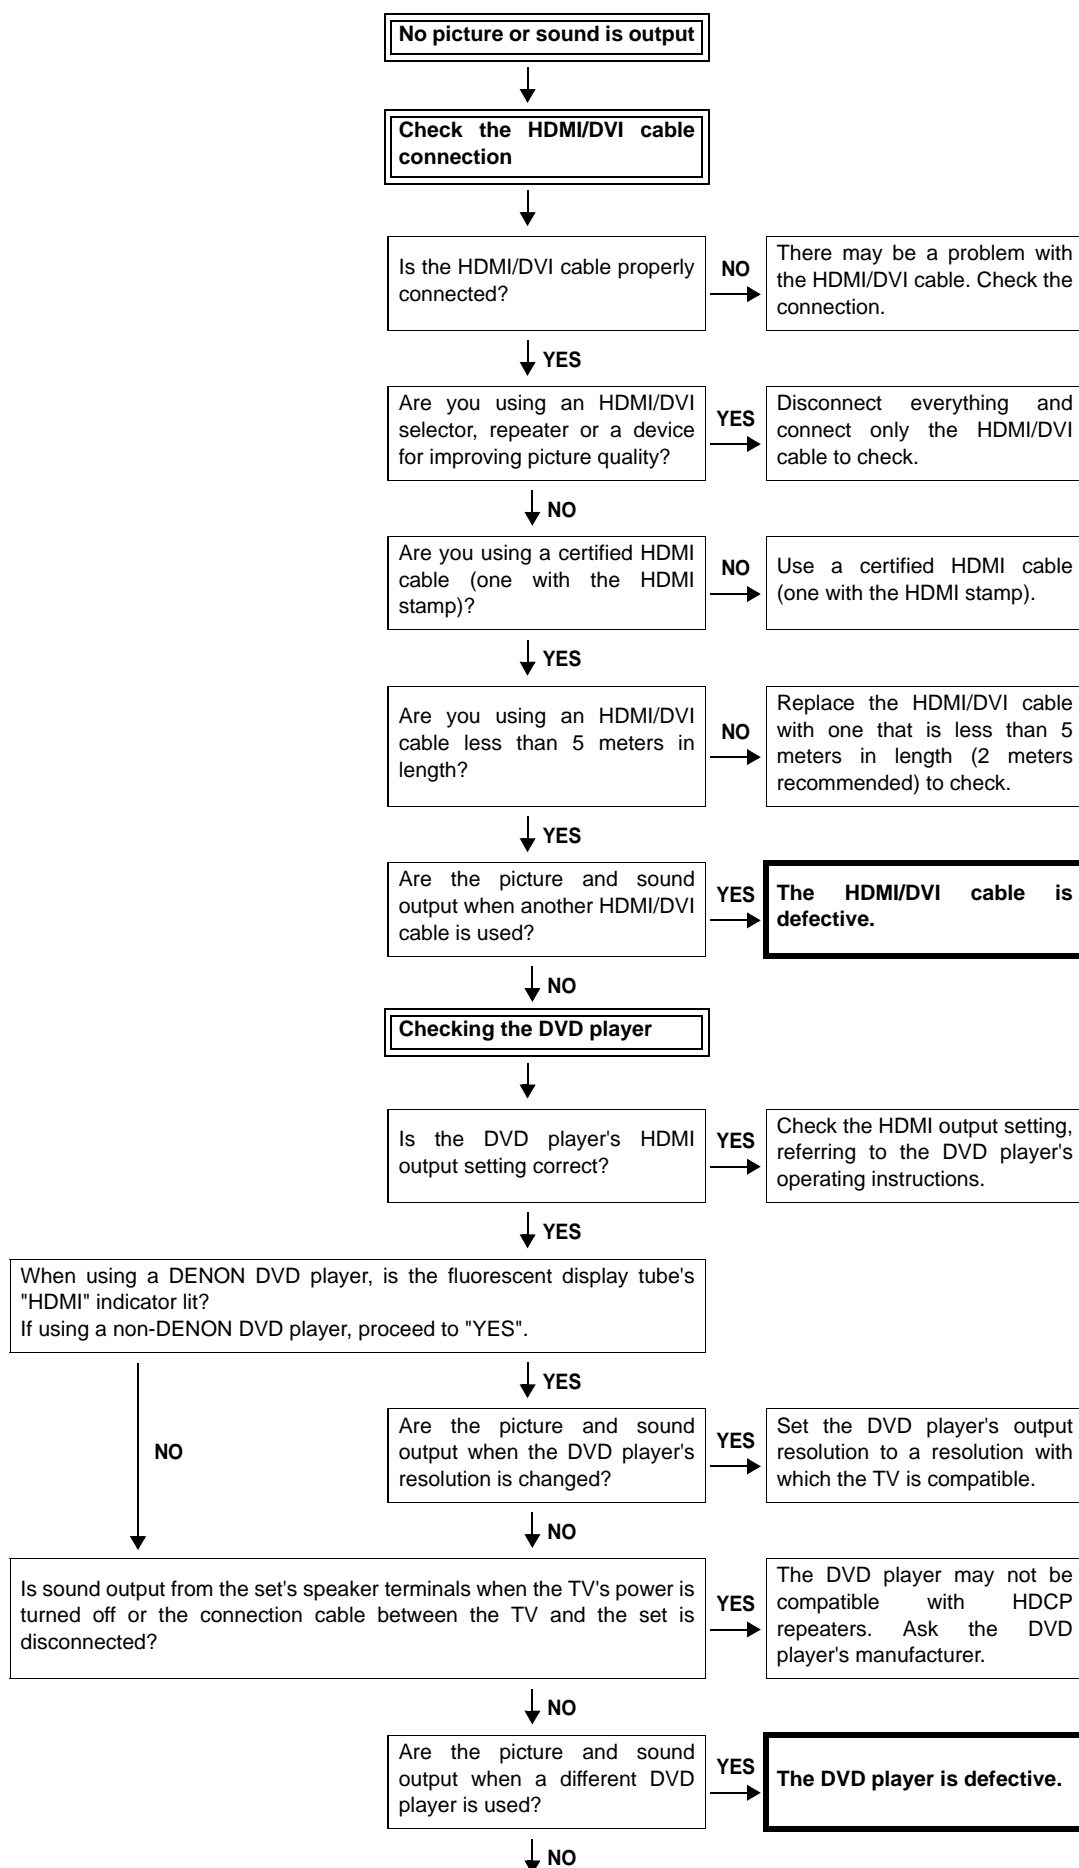 No picture or sound is output
Check the HDMI/DVI cable
connection
Is the HDMI/DVI cable properly
connected?
NO
There may be a problem with
the HDMI/DVI cable. Check the
connection.
YES
Are you using an HDMI/DVI
selector, repeater or a device
for improving picture quality?
YES
Disconnect everything and
connect only the HDMI/DVI
cable to check.
NO
Are you using a certified HDMI
cable (one with the HDMI
stamp)?
NO
Use a certified HDMI cable
(one with the HDMI stamp).
YES
Are you using an HDMI/DVI
cable less than 5 meters in
length?
NO
Replace the HDMI/DVI cable
with one that is less than 5
meters in length (2 meters
recommended) to check.
YES
Are the picture and sound
output when another HDMI/DVI
cable is used?
YES
The HDMI/DVI cable is
defective.
NO
Checking the DVD player
Is the DVD player's HDMI
output setting correct?
YES
Check the HDMI output setting,
referring to the DVD player's
operating instructions.
YES
When using a DENON DVD player, is the fluorescent display tube's
"HDMI" indicator lit?
If using a non-DENON DVD player, proceed to "YES".
YES
NO
Are the picture and sound
output when the DVD player's
resolution is changed?
YES
Set the DVD player's output
resolution to a resolution with
which the TV is compatible.
NO
Is sound output from the set's speaker terminals when the TV's power is
turned off or the connection cable between the TV and the set is
disconnected?
YES
The DVD player may not be
compatible with HDCP
repeaters. Ask the DVD
player's manufacturer.
NO
Are the picture and sound
output when a different DVD
player is used?
YES
The DVD player is defective.
NO